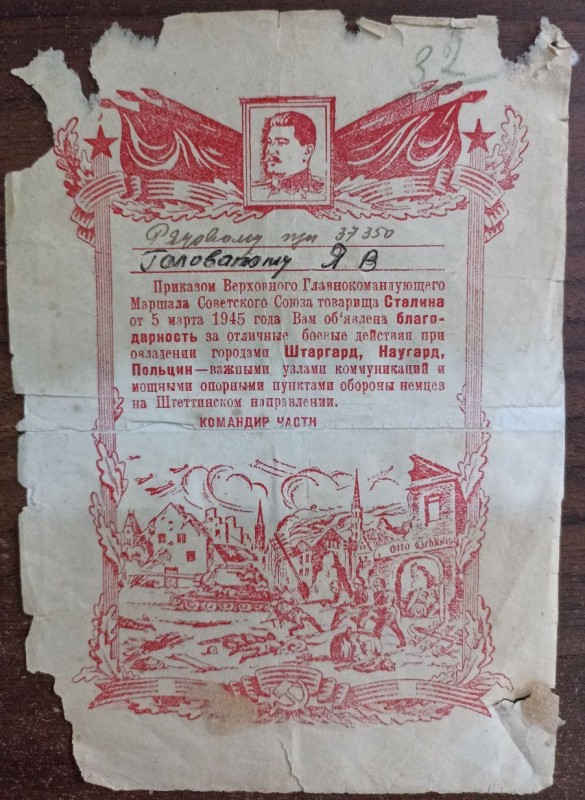 32
Рядовому пп 37350
Головатому Я В
Приказом Верховного Главнокомандующего
Маршала Советского Союза товарища Сталина
от 5 марта 1945 года Вам об'явлена благо-
дарность за отличные боевые действия при
овладении городами Штаргард, Наугард,
Польцин—важными узлами коммуникаций и
мощными опорными пунктами обороны немцев
на Штеттинском направлении.
КОМАНДИР ЧАСТИ
Otto